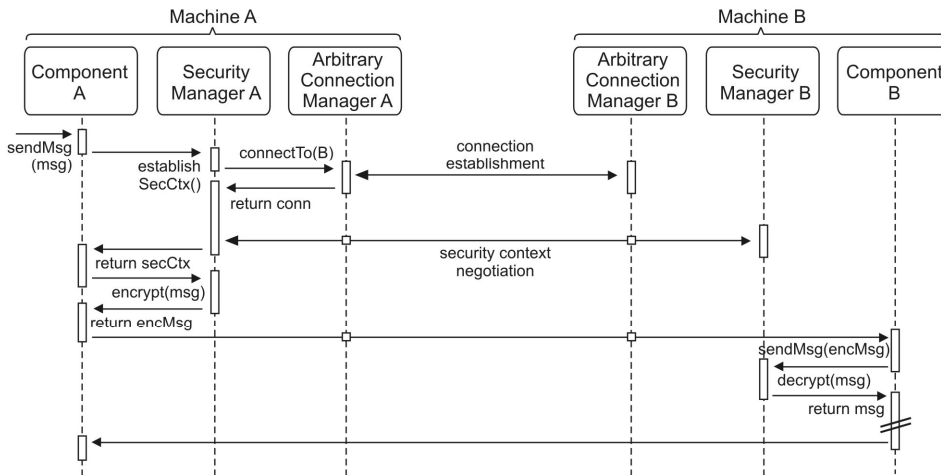 Machine A
Machine B
Component
A
Security
Manager A
Arbitrary
Connection
Manager A
Arbitrary
Connection
Manager B
Security
Manager B
Component
B
sendMsg
(msg)
establish
SecCtx()
connectTo(B)
connection
establishment
return conn
security context
negotiation
return secCtx
encrypt(msg)
return encMsg
sendMsg(encMsg)
decrypt(msg)
return msg